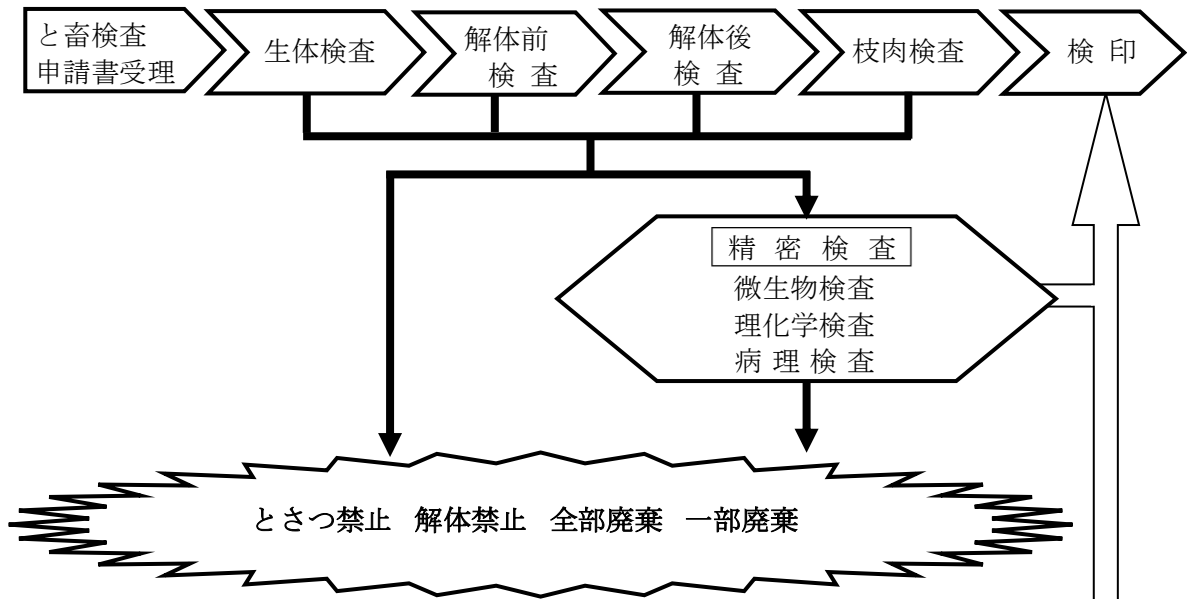 と畜検査
申請書受理
生体検査
解体前
検 査
解体後
検 査
枝肉検査
検 印
精 密 検 査
微生物検査
理化学検査
病 理 検 査
とさつ禁止 解体禁止 全部廃棄 一部廃棄